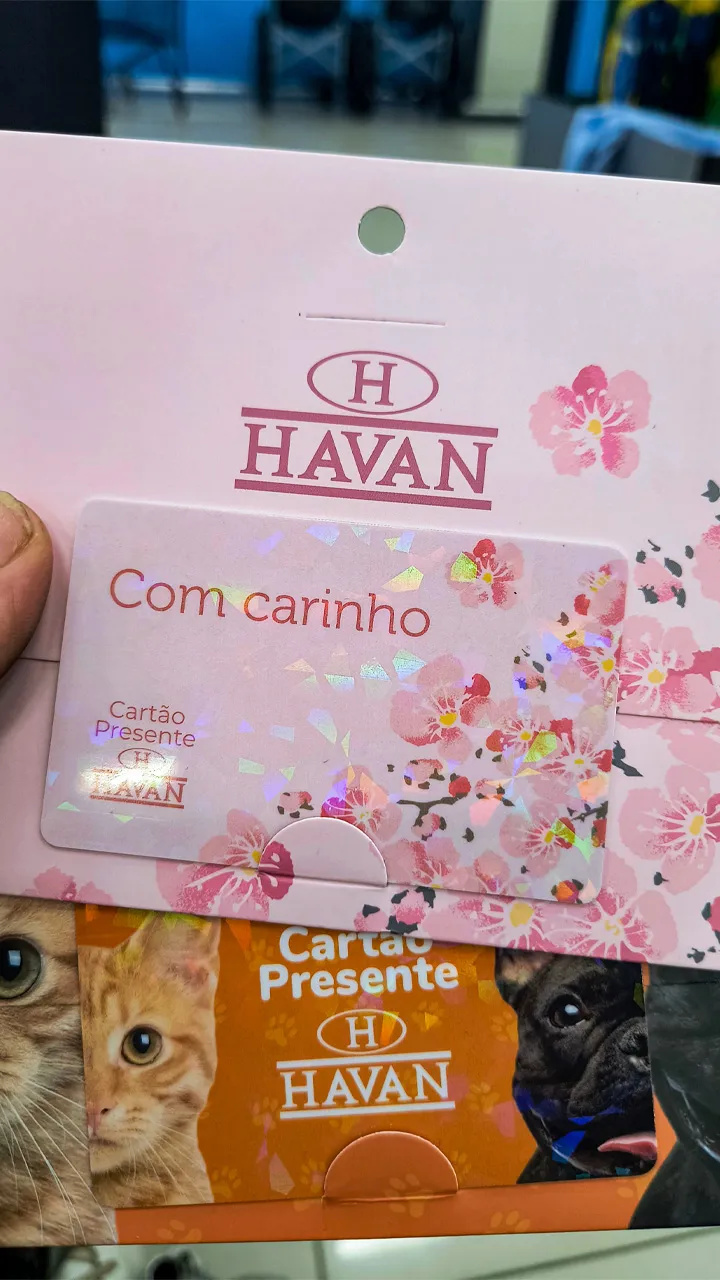 H
HAVAN
Com carinho
Cartão
Presente
H
HAVAN
Cartão
Presente
H
HAVAN